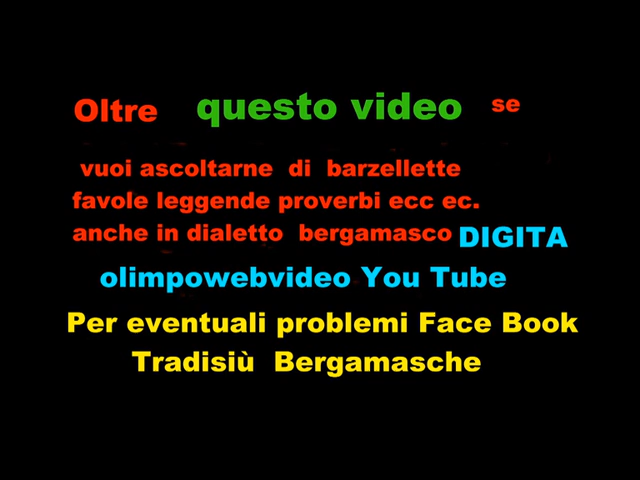 Oltre questo video se
vuoi ascoltarne di barzellette
favole leggende proverbi ecc ec.
anche in dialetto bergamasco DIGITA
olimpowebvideo You Tube
Per eventuali problemi Face Book
Tradisiù Bergamasche